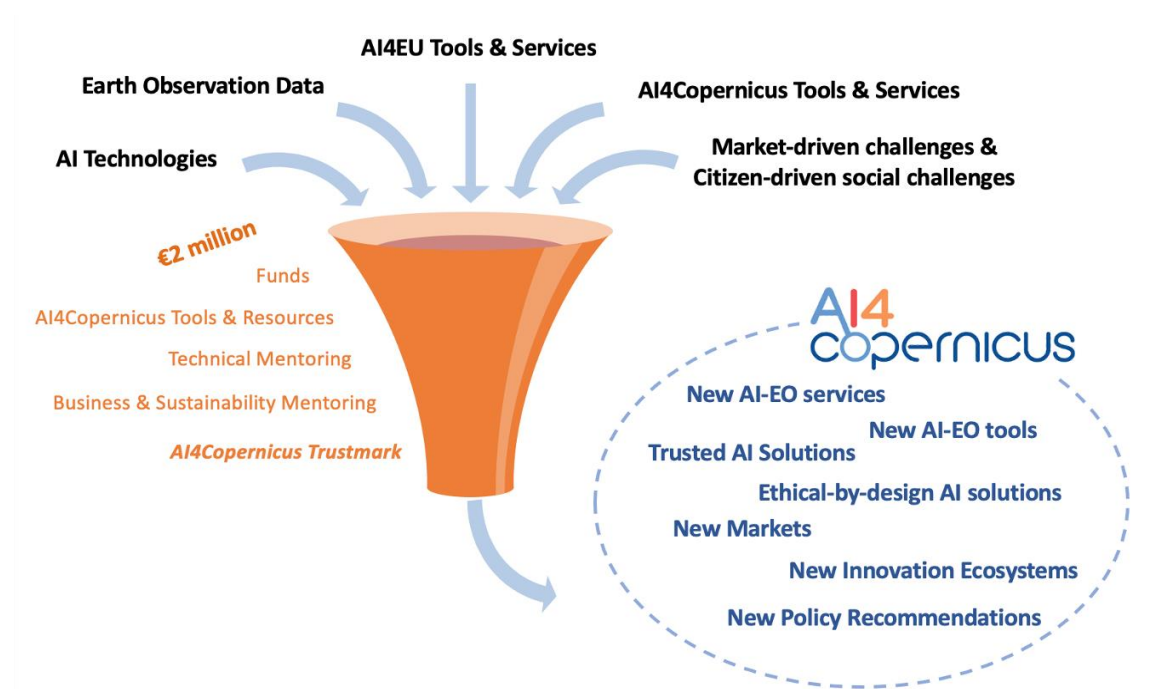 AI4EU Tools & Services
Earth Observation Data
AI4Copernicus Tools & Services
AI Technologies
Market-driven challenges &
Citizen-driven social challenges
€2 million
Funds
AI4Copernicus Tools & Resources
Technical Mentoring
Business & Sustainability Mentoring
AI4Copernicus Trustmark
AI4
copernicus
New AI-EO services
New AI-EO tools
Trusted AI Solutions
Ethical-by-design AI solutions
New Markets
New Innovation Ecosystems
New Policy Recommendations